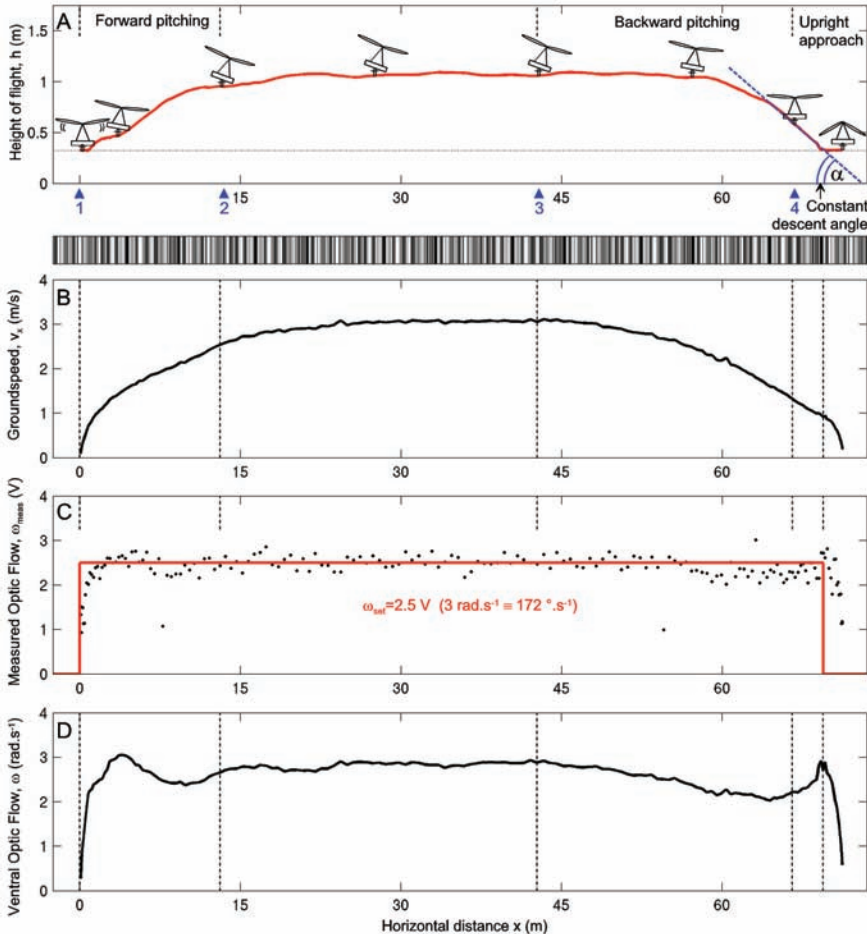 A
Forward pitching
Backward pitching
Upright
approach
Height of flight, h (m)
1.5
1
0.5
0
α
1
2
3
4
15
30
45
60
Constant
descent angle
B
Groundspeed, vₓ (m/s)
4
3
2
1
0
0
15
30
45
60
C
Measured Optic Flow, ω_meas (V)
4
3
2
1
0
ω_set=2.5 V (3 rad.s⁻¹ ≡ 172 °.s⁻¹)
0
15
30
45
60
D
Ventral Optic Flow, ω (rad.s⁻¹)
4
3
2
1
0
0
15
30
45
60
Horizontal distance x (m)